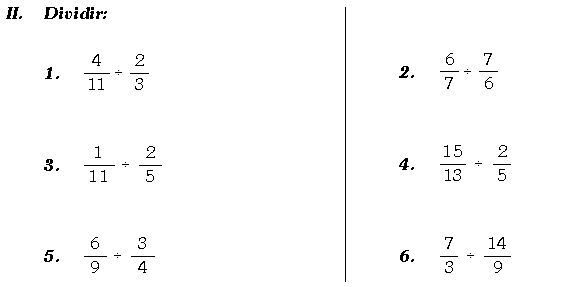 II. Dividir:
1. 4/11 ÷ 2/3
2. 6/7 ÷ 7/6
3. 1/11 ÷ 2/5
4. 15/13 ÷ 2/5
5. 6/9 ÷ 3/4
6. 7/3 ÷ 14/9